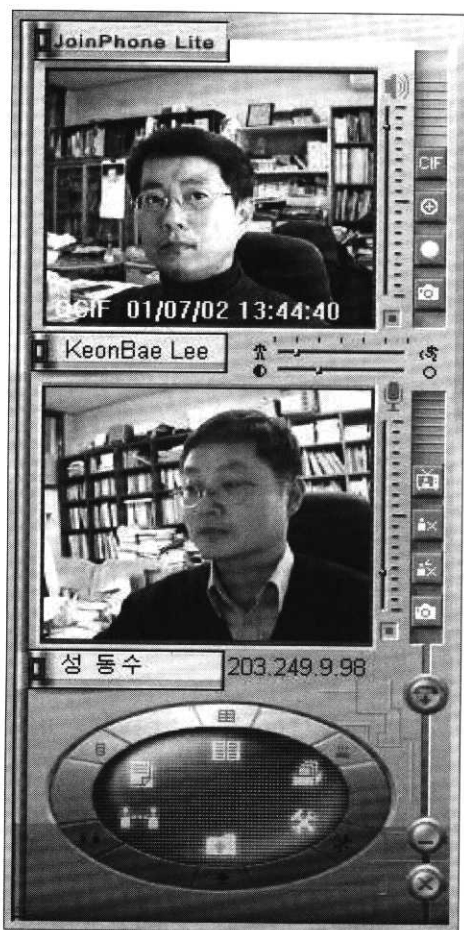 JoinPhone Lite
CIF
QCIF 01/07/02 13:44:40
KeonBae Lee
성 동수
203.249.9.98